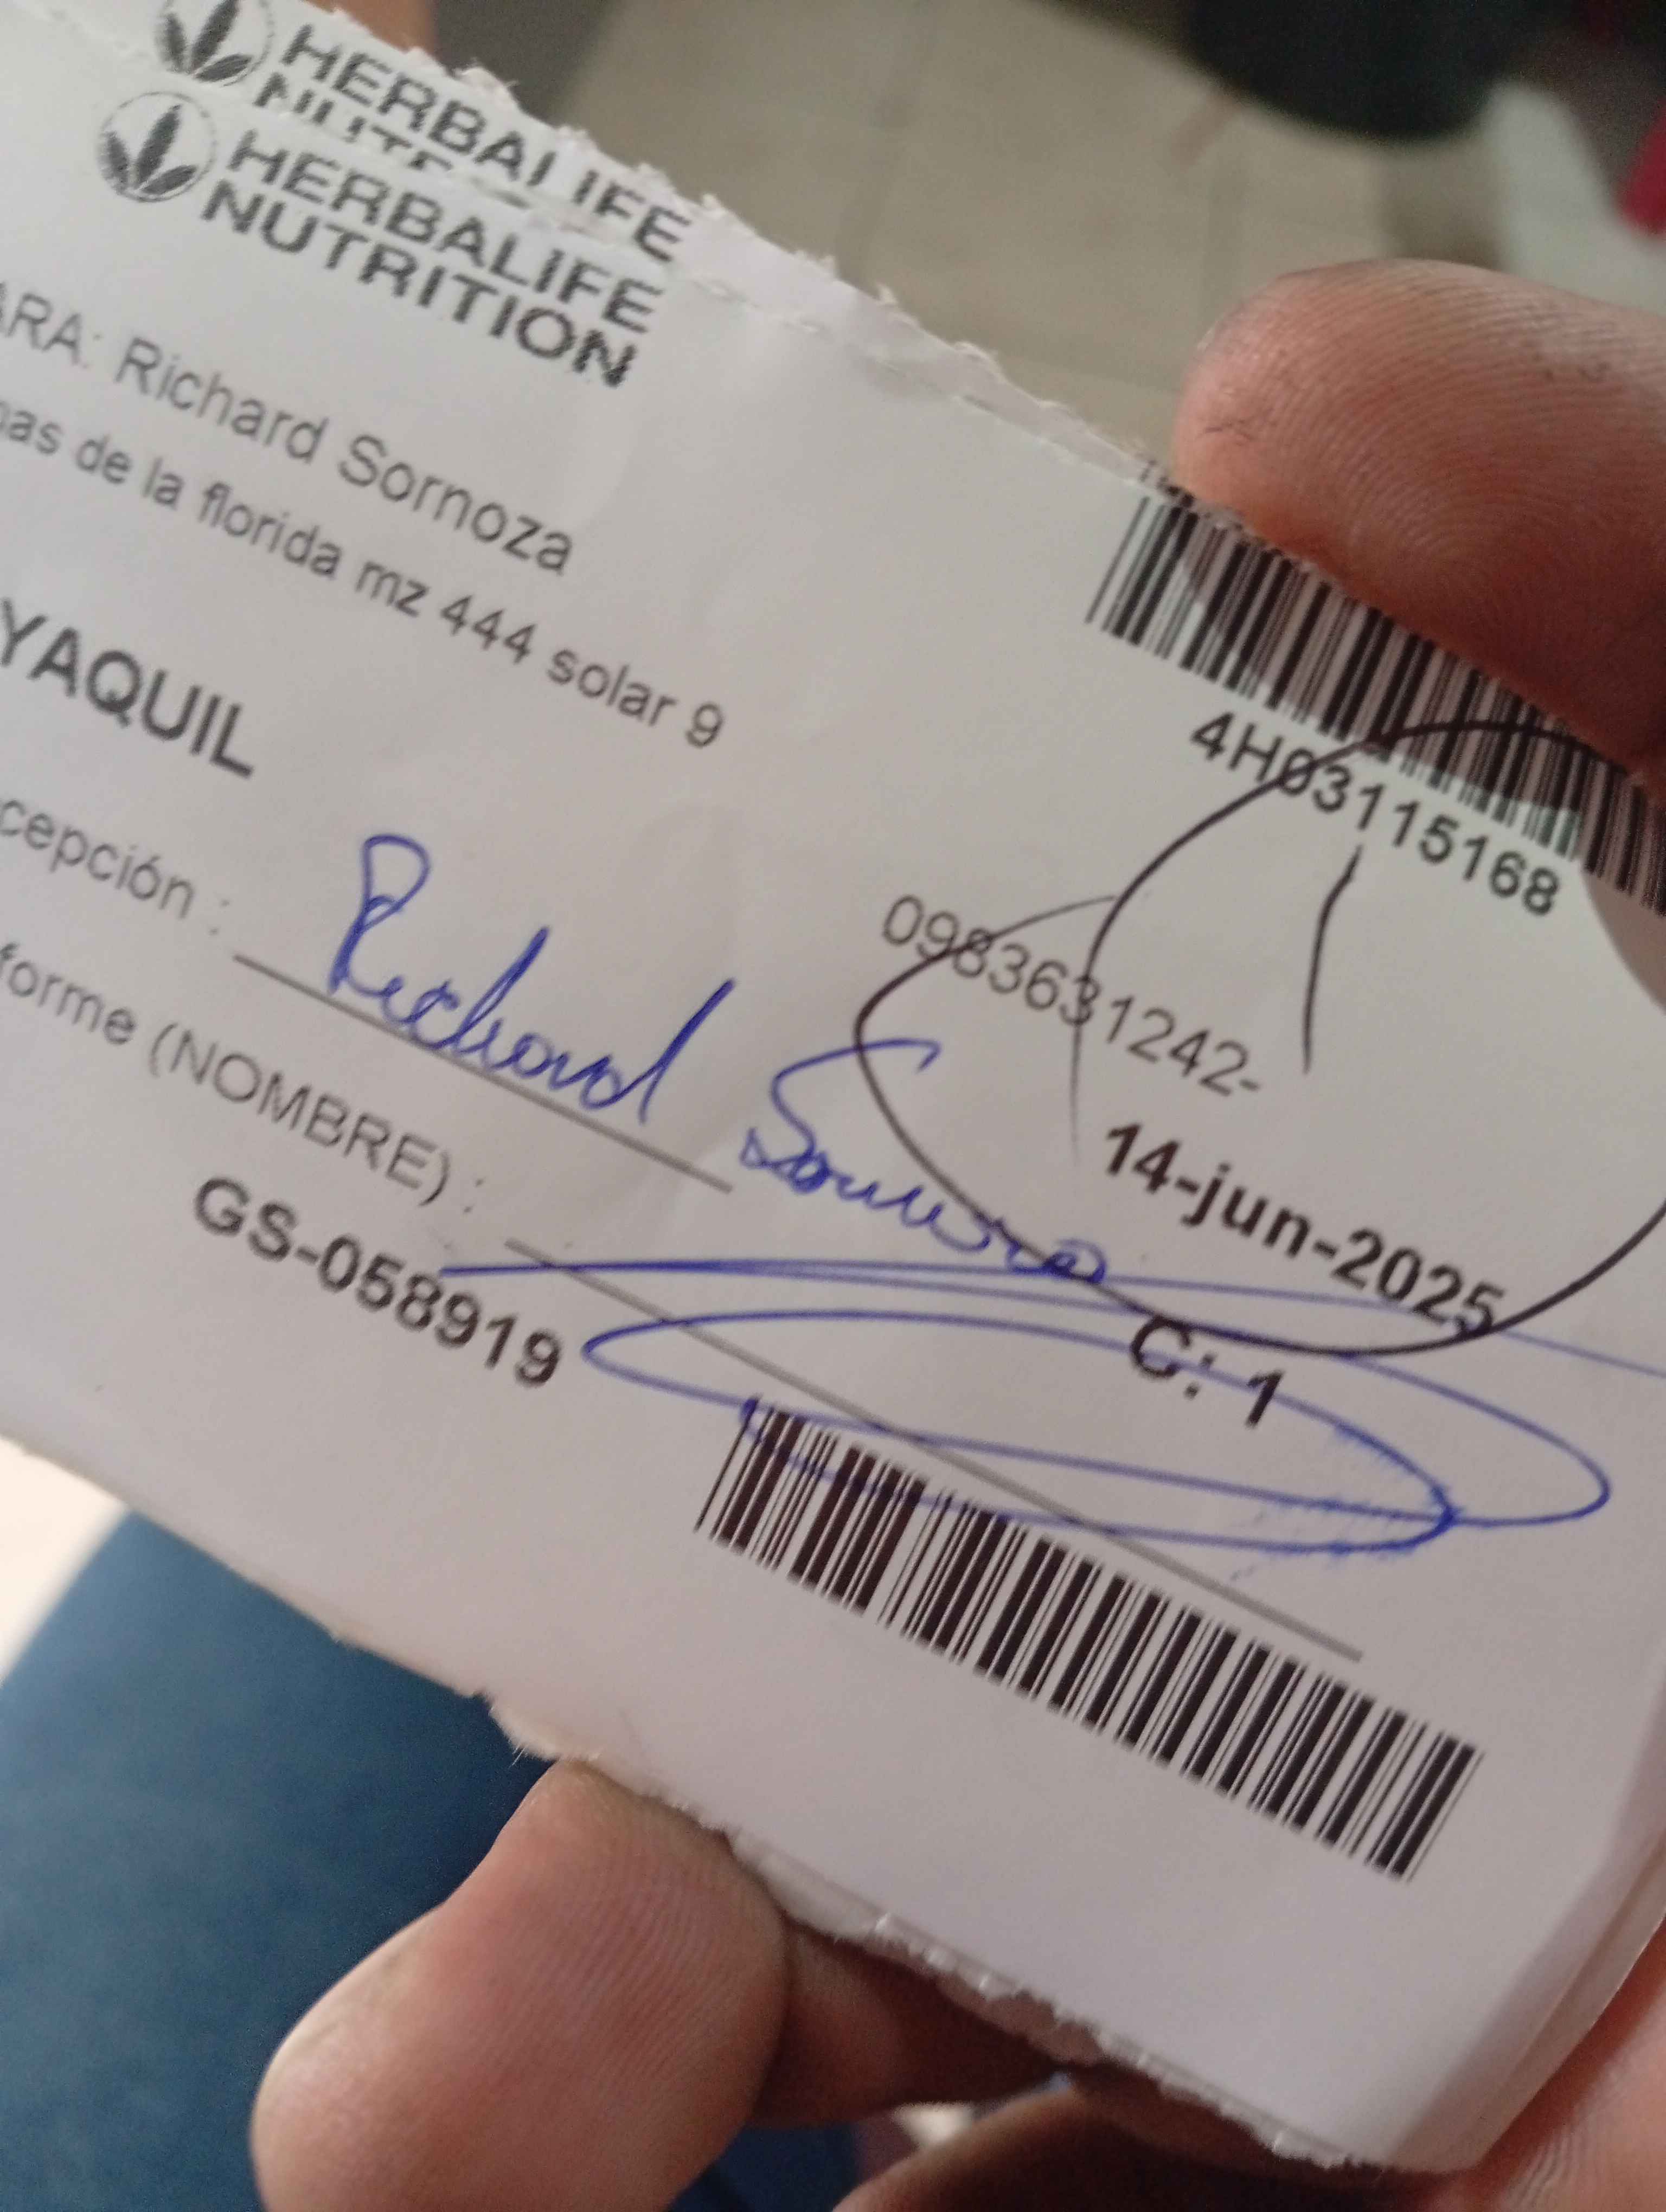 HERBALIFE
HERBALIFE
NUTRITION
ARA: Richard Sornoza
nas de la florida mz 444 solar 9
YAQUIL
4H03115168
0983631242-
cepción : Richard Sornoza
14-jun-2025
forme (NOMBRE) :
C: 1
GS-058919